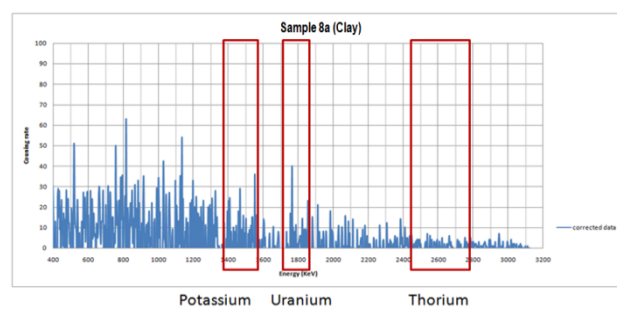 Sample 8a (Clay)
100
90
80
70
60
50
40
30
20
10
0
Counning rate
400 600 800 1000 1200 1400 1600 1800 2000 2200 2400 2600 2800 3000 3200
Energy (KeV)
corrected data
Potassium Uranium Thorium